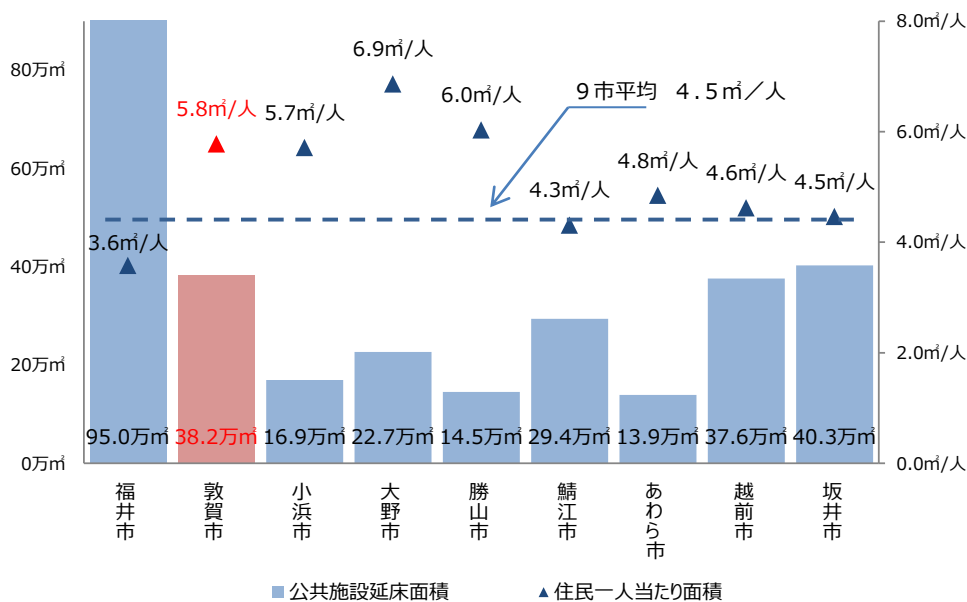 80万㎡
60万㎡
40万㎡
20万㎡
0万㎡
8.0㎡/人
6.0㎡/人
4.0㎡/人
2.0㎡/人
0.0㎡/人
9市平均 4.5㎡/人
3.6㎡/人
5.8㎡/人
5.7㎡/人
6.9㎡/人
6.0㎡/人
4.3㎡/人
4.8㎡/人
4.6㎡/人
4.5㎡/人
95.0万㎡
38.2万㎡
16.9万㎡
22.7万㎡
14.5万㎡
29.4万㎡
13.9万㎡
37.6万㎡
40.3万㎡
福井市
敦賀市
小浜市
大野市
勝山市
鯖江市
あわら市
越前市
坂井市
公共施設延床面積
住民一人当たり面積